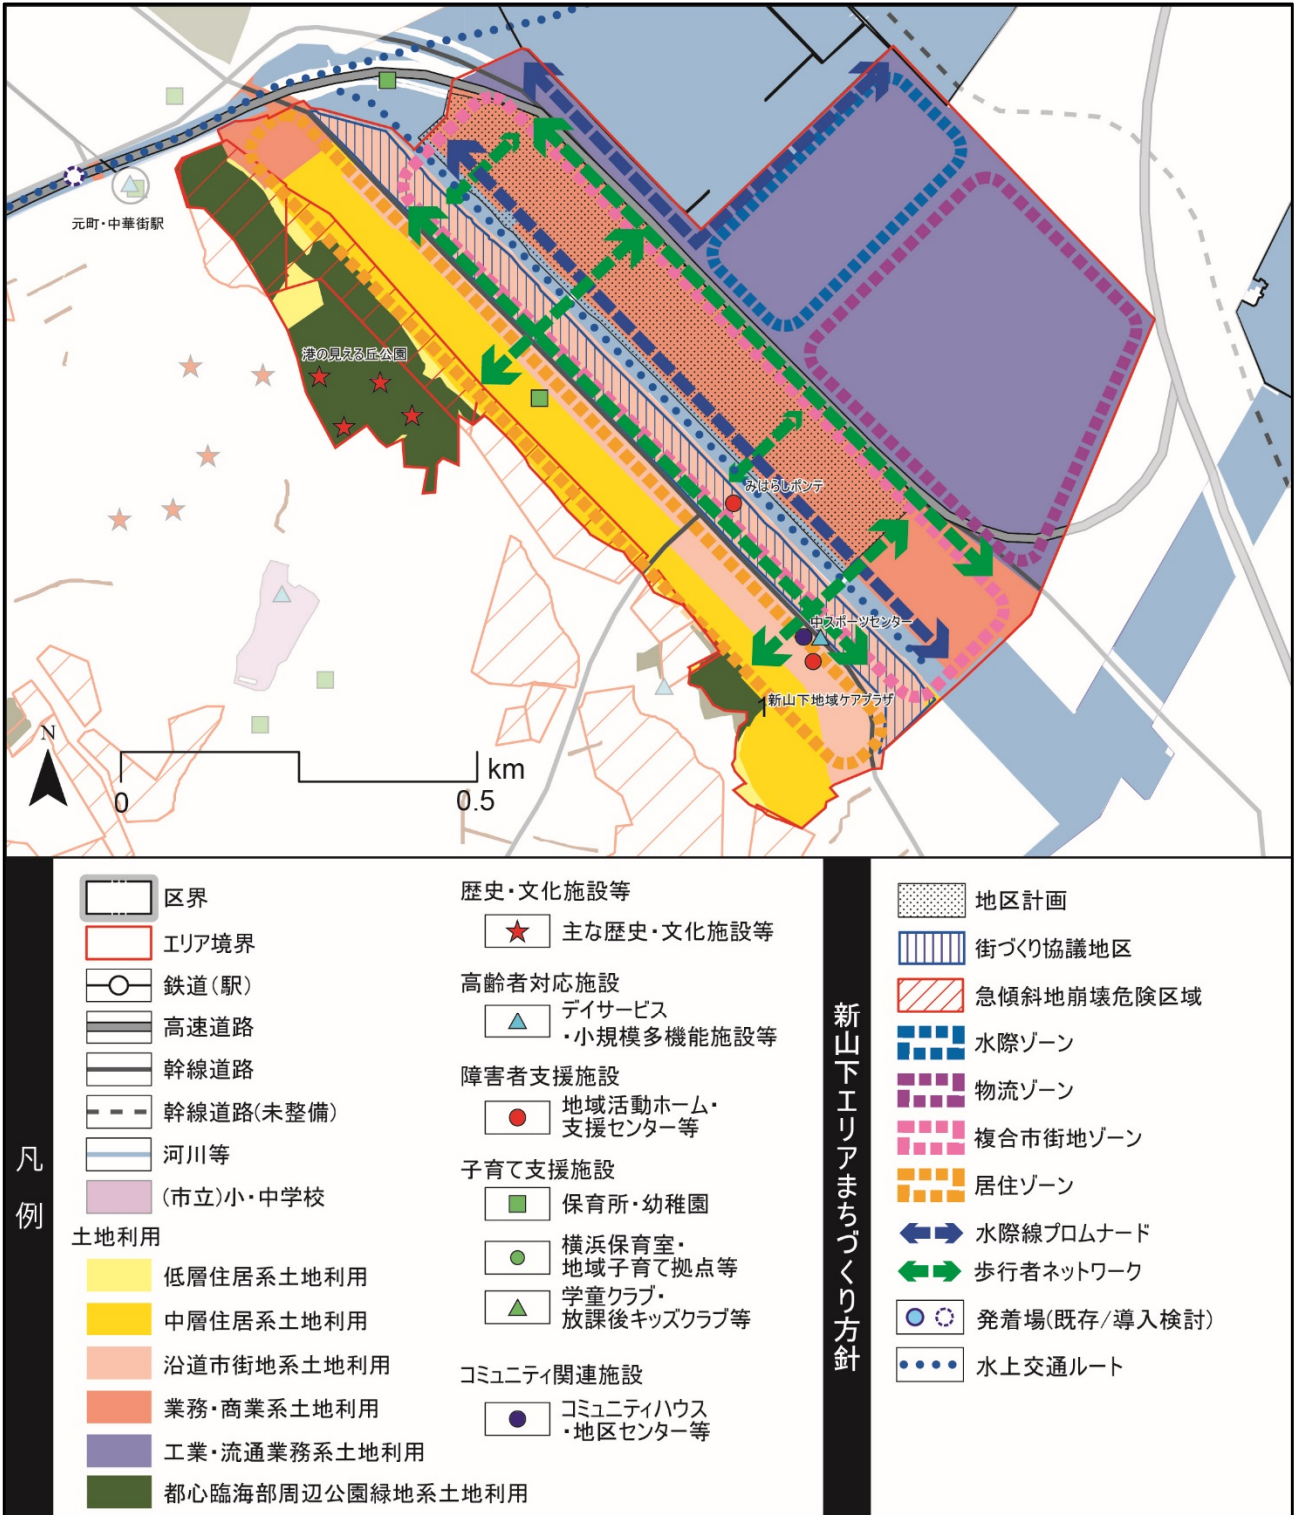 元町・中華街駅
港の見える丘公園
みはらしポンテ
中スポーツセンター
1
新山下地域ケアプラザ
N
km
0
0.5
凡例
区界
エリア境界
鉄道(駅)
高速道路
幹線道路
幹線道路(未整備)
河川等
(市立)小・中学校
土地利用
低層住居系土地利用
中層住居系土地利用
沿道市街地系土地利用
業務・商業系土地利用
工業・流通業務系土地利用
都心臨海部周辺公園緑地系土地利用
歴史・文化施設等
主な歴史・文化施設等
高齢者対応施設
デイサービス
・小規模多機能施設等
障害者支援施設
地域活動ホーム・
支援センター等
子育て支援施設
保育所・幼稚園
横浜保育室・
地域子育て拠点等
学童クラブ・
放課後キッズクラブ等
コミュニティ関連施設
コミュニティハウス
・地区センター等
新山下エリアまちづくり方針
地区計画
街づくり協議地区
急傾斜地崩壊危険区域
水際ゾーン
物流ゾーン
複合市街地ゾーン
居住ゾーン
水際線プロムナード
歩行者ネットワーク
発着場(既存/導入検討)
水上交通ルート